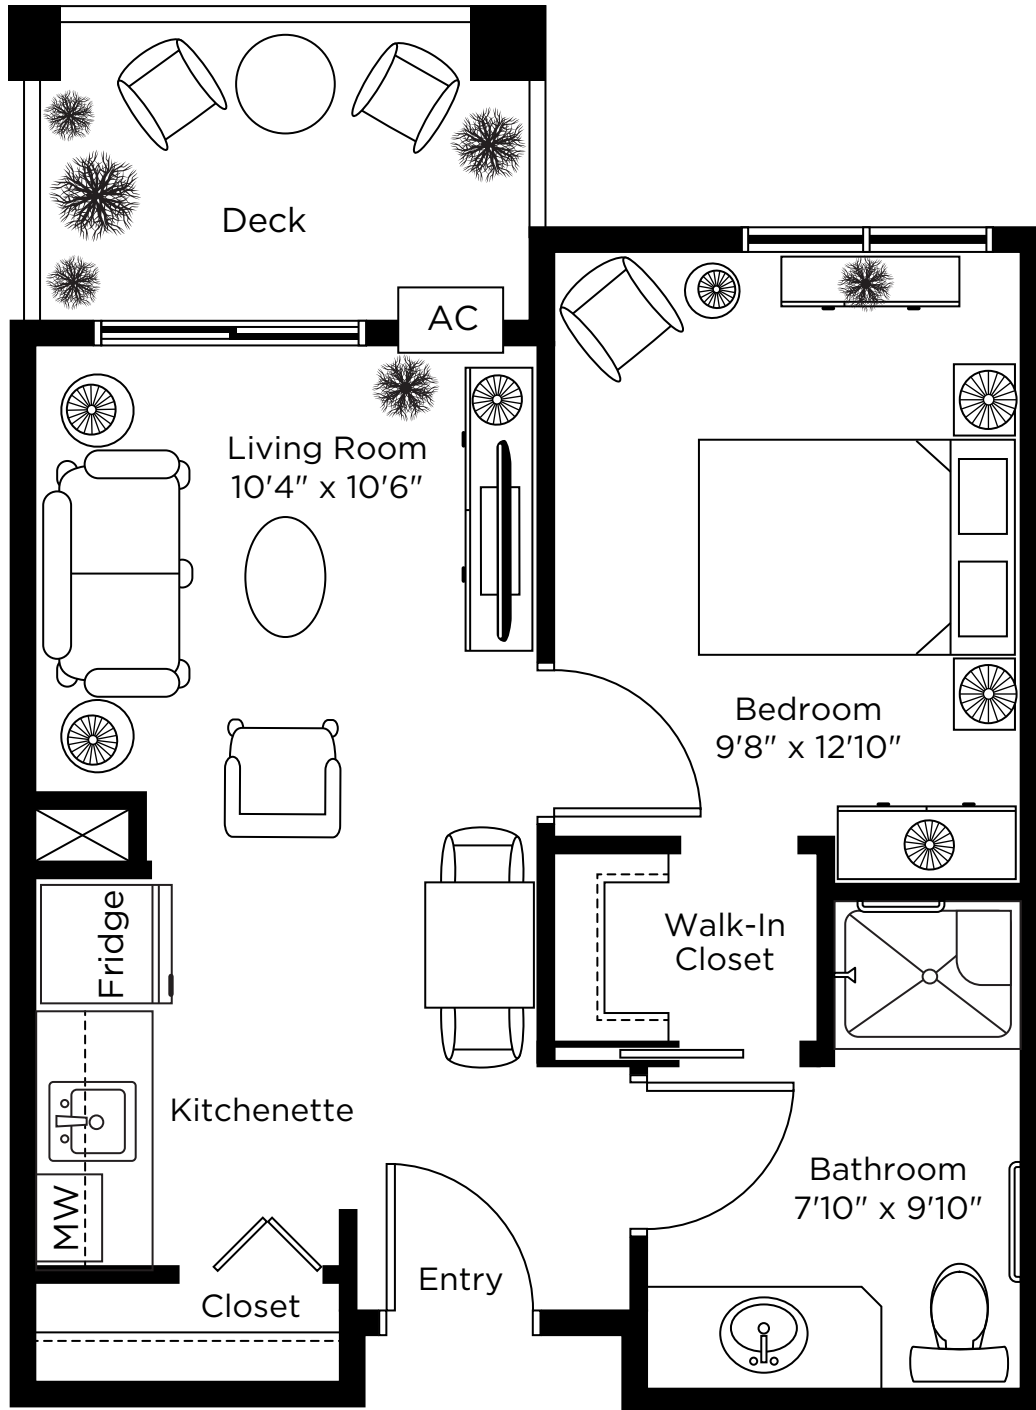 Deck
AC
Living Room
10'4" x 10'6"
Bedroom
9'8" x 12'10"
Fridge
Walk-In
Closet
Kitchenette
MW
Bathroom
7'10" x 9'10"
Entry
Closet